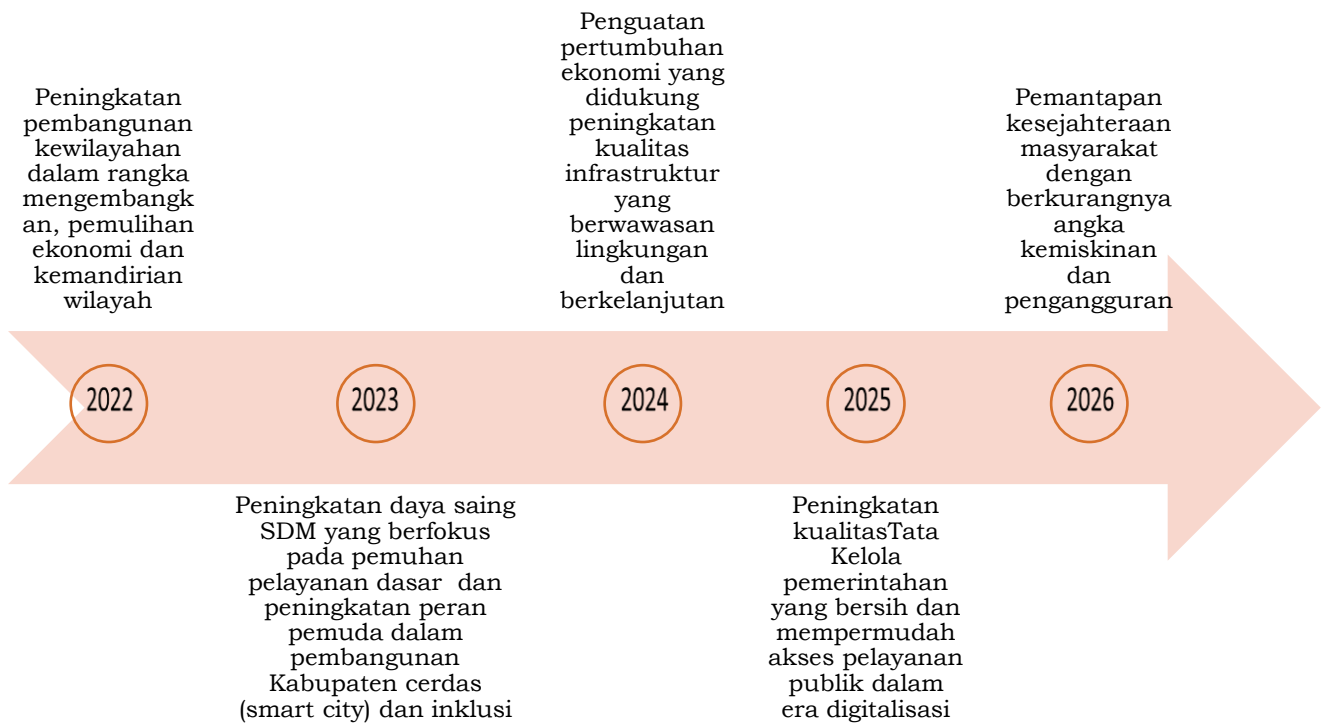 Peningkatan
pembangunan
kewilayahan
dalam rangka
mengembangk
an, pemulihan
ekonomi dan
kemandirian
wilayah
Penguatan
pertumbuhan
ekonomi yang
didukung
peningkatan
kualitas
infrastruktur
yang
berwawasan
lingkungan
dan
berkelanjutan
Pemantapan
kesejahteraan
masyarakat
dengan
berkurangnya
angka
kemiskinan
dan
pengangguran
2022
2023
2024
2025
2026
Peningkatan daya saing
SDM yang berfokus
pada pemuhan
pelayanan dasar  dan
peningkatan peran
pemuda dalam
pembangunan
Kabupaten cerdas
(smart city) dan inklusi
Peningkatan
kualitasTata
Kelola
pemerintahan
yang bersih dan
mempermudah
akses pelayanan
publik dalam
era digitalisasi